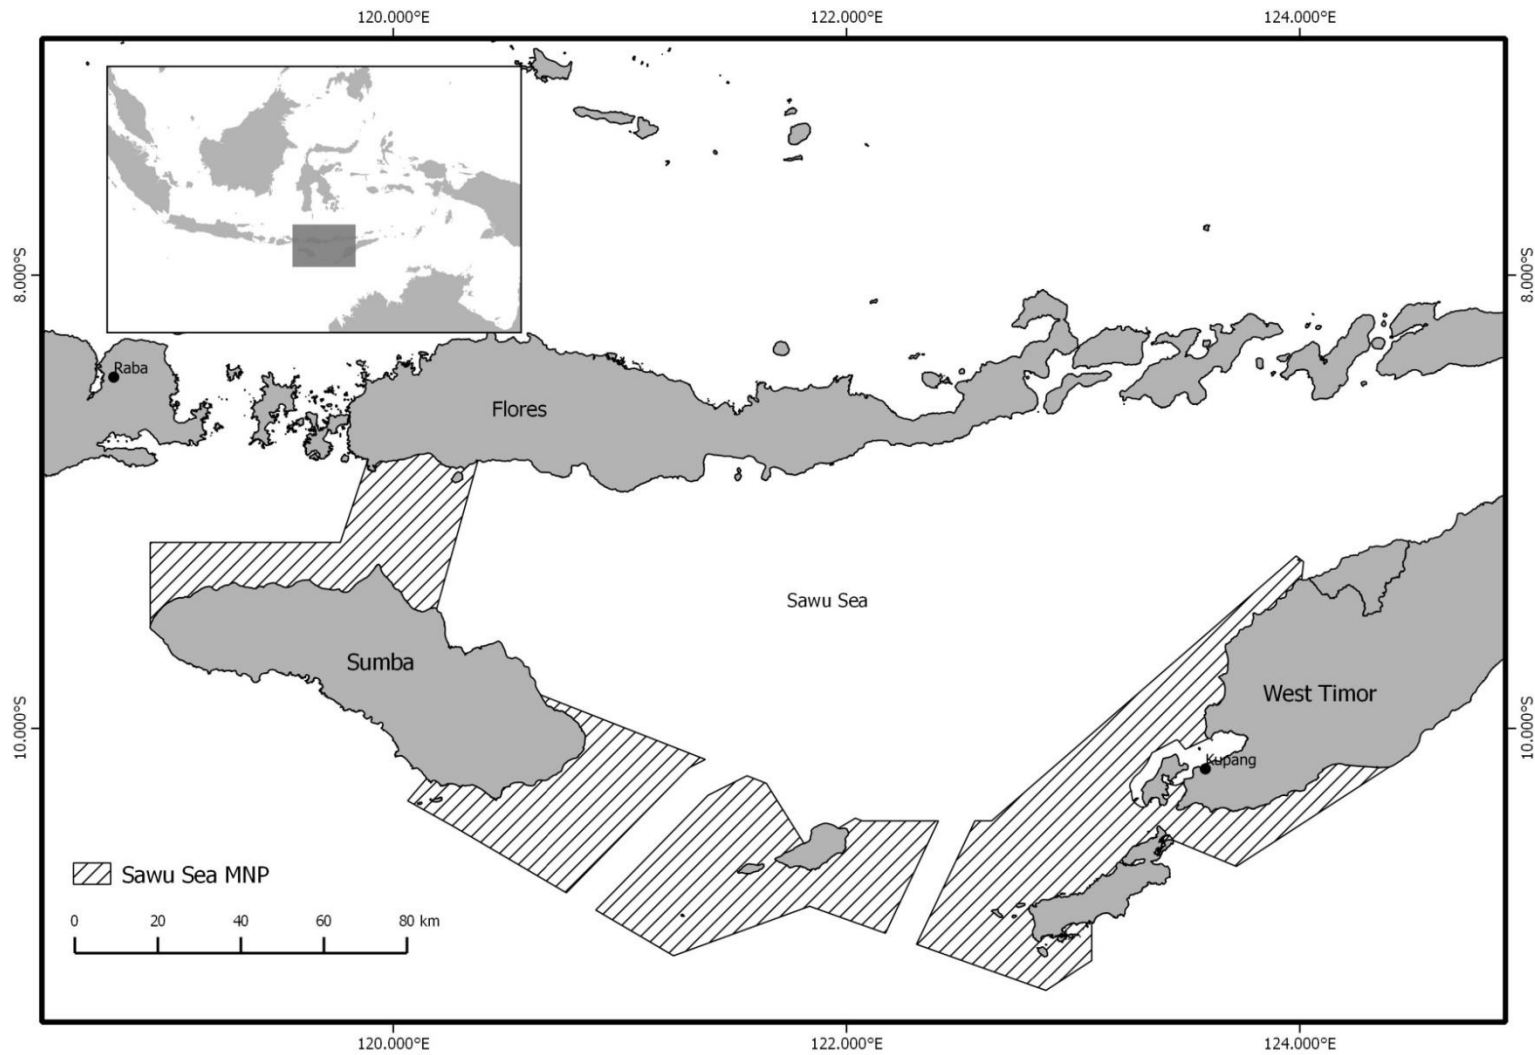 120.000°E 122.000°E 124.000°E
8.000°S 8.000°S
Raba
Flores
Sawu Sea
Sumba
West Timor
10.000°S 10.000°S
Kupang
Sawu Sea MNP
0 20 40 60 80 km
120.000°E 122.000°E 124.000°E